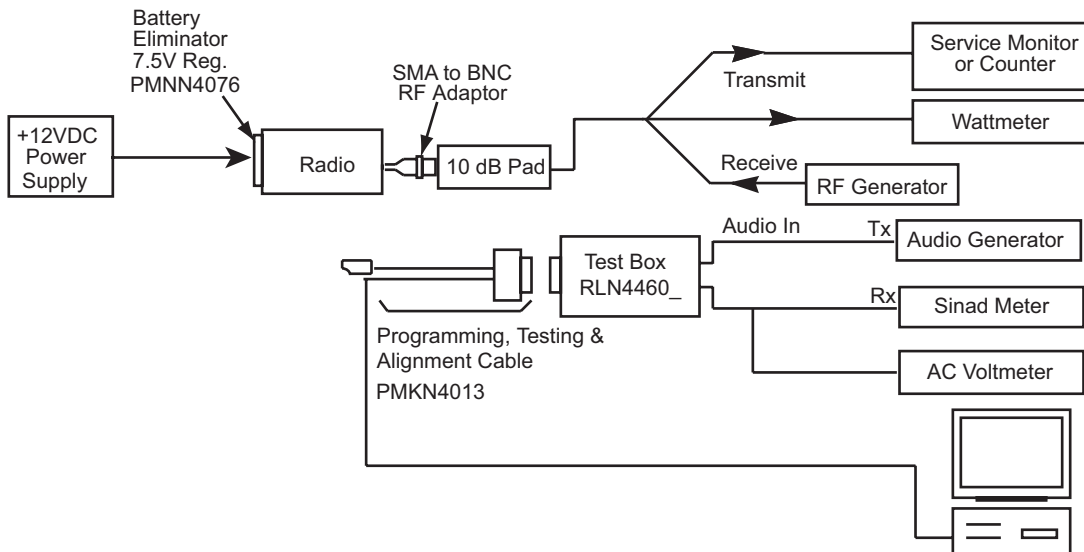 Battery
Eliminator
7.5V Reg.
PMNN4076
SMA to BNC
RF Adaptor
Transmit
Service Monitor
or Counter
+12VDC
Power
Supply
Radio
10 dB Pad
Wattmeter
Receive
RF Generator
Audio In
Tx
Audio Generator
Test Box
RLN4460_
Rx
Sinad Meter
Programming, Testing &
Alignment Cable
PMKN4013
AC Voltmeter